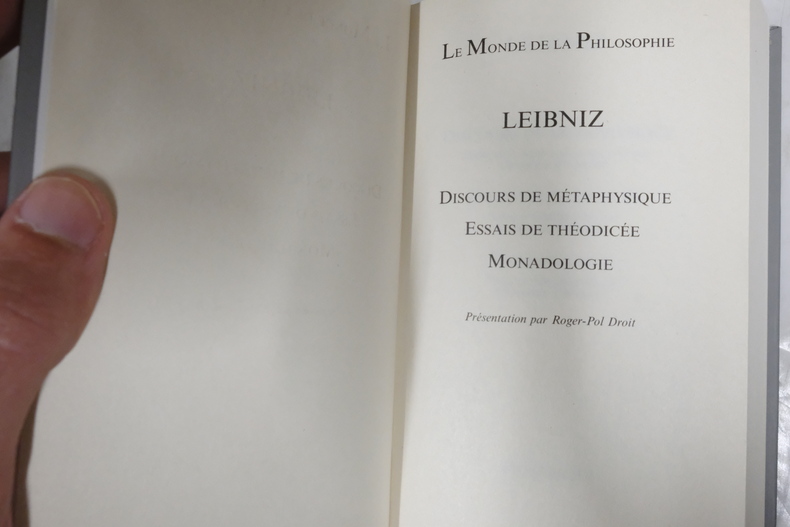 Le Monde de la Philosophie
LEIBNIZ
Discours de métaphysique
Essais de théodicée
Monadologie
Présentation par Roger-Pol Droit